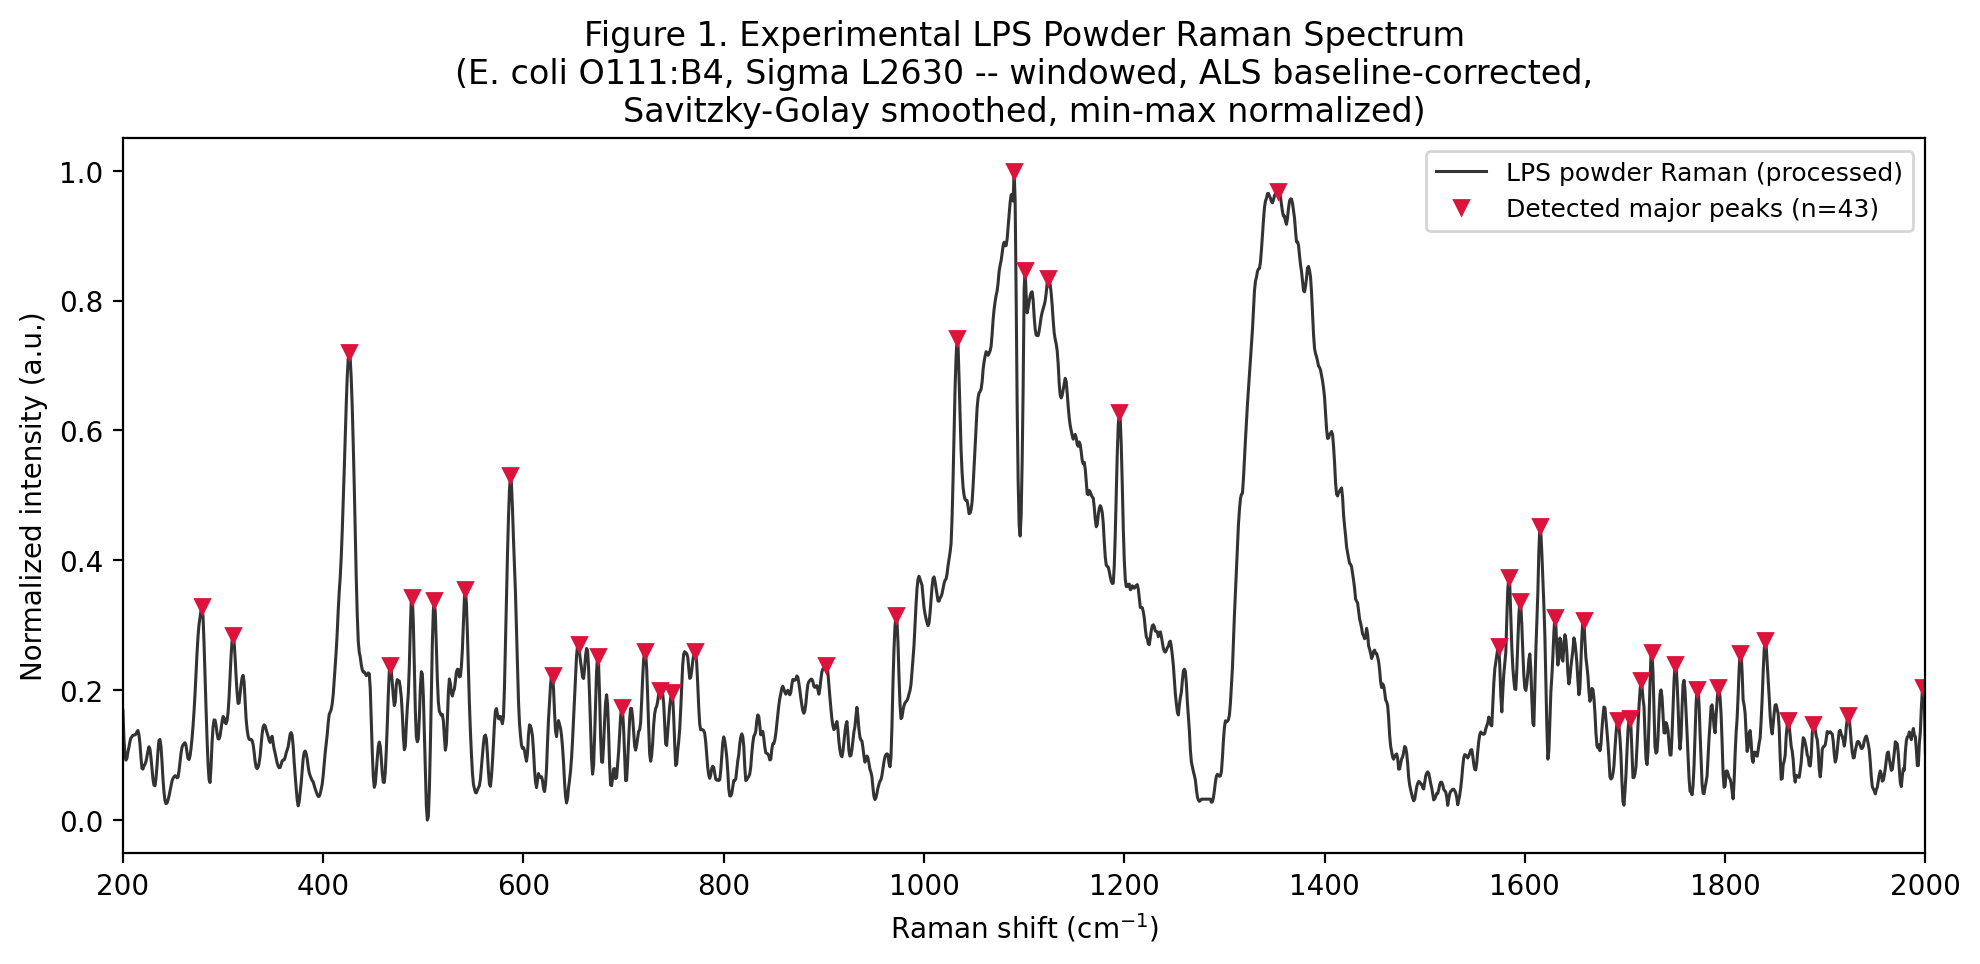 Figure 1. Experimental LPS Powder Raman Spectrum
(E. coli O111:B4, Sigma L2630 -- windowed, ALS baseline-corrected,
Savitzky-Golay smoothed, min-max normalized)
LPS powder Raman (processed)
Detected major peaks (n=43)
Normalized intensity (a.u.)
1.0
0.8
0.6
0.4
0.2
0.0
200 400 600 800 1000 1200 1400 1600 1800 2000
Raman shift (cm⁻¹)